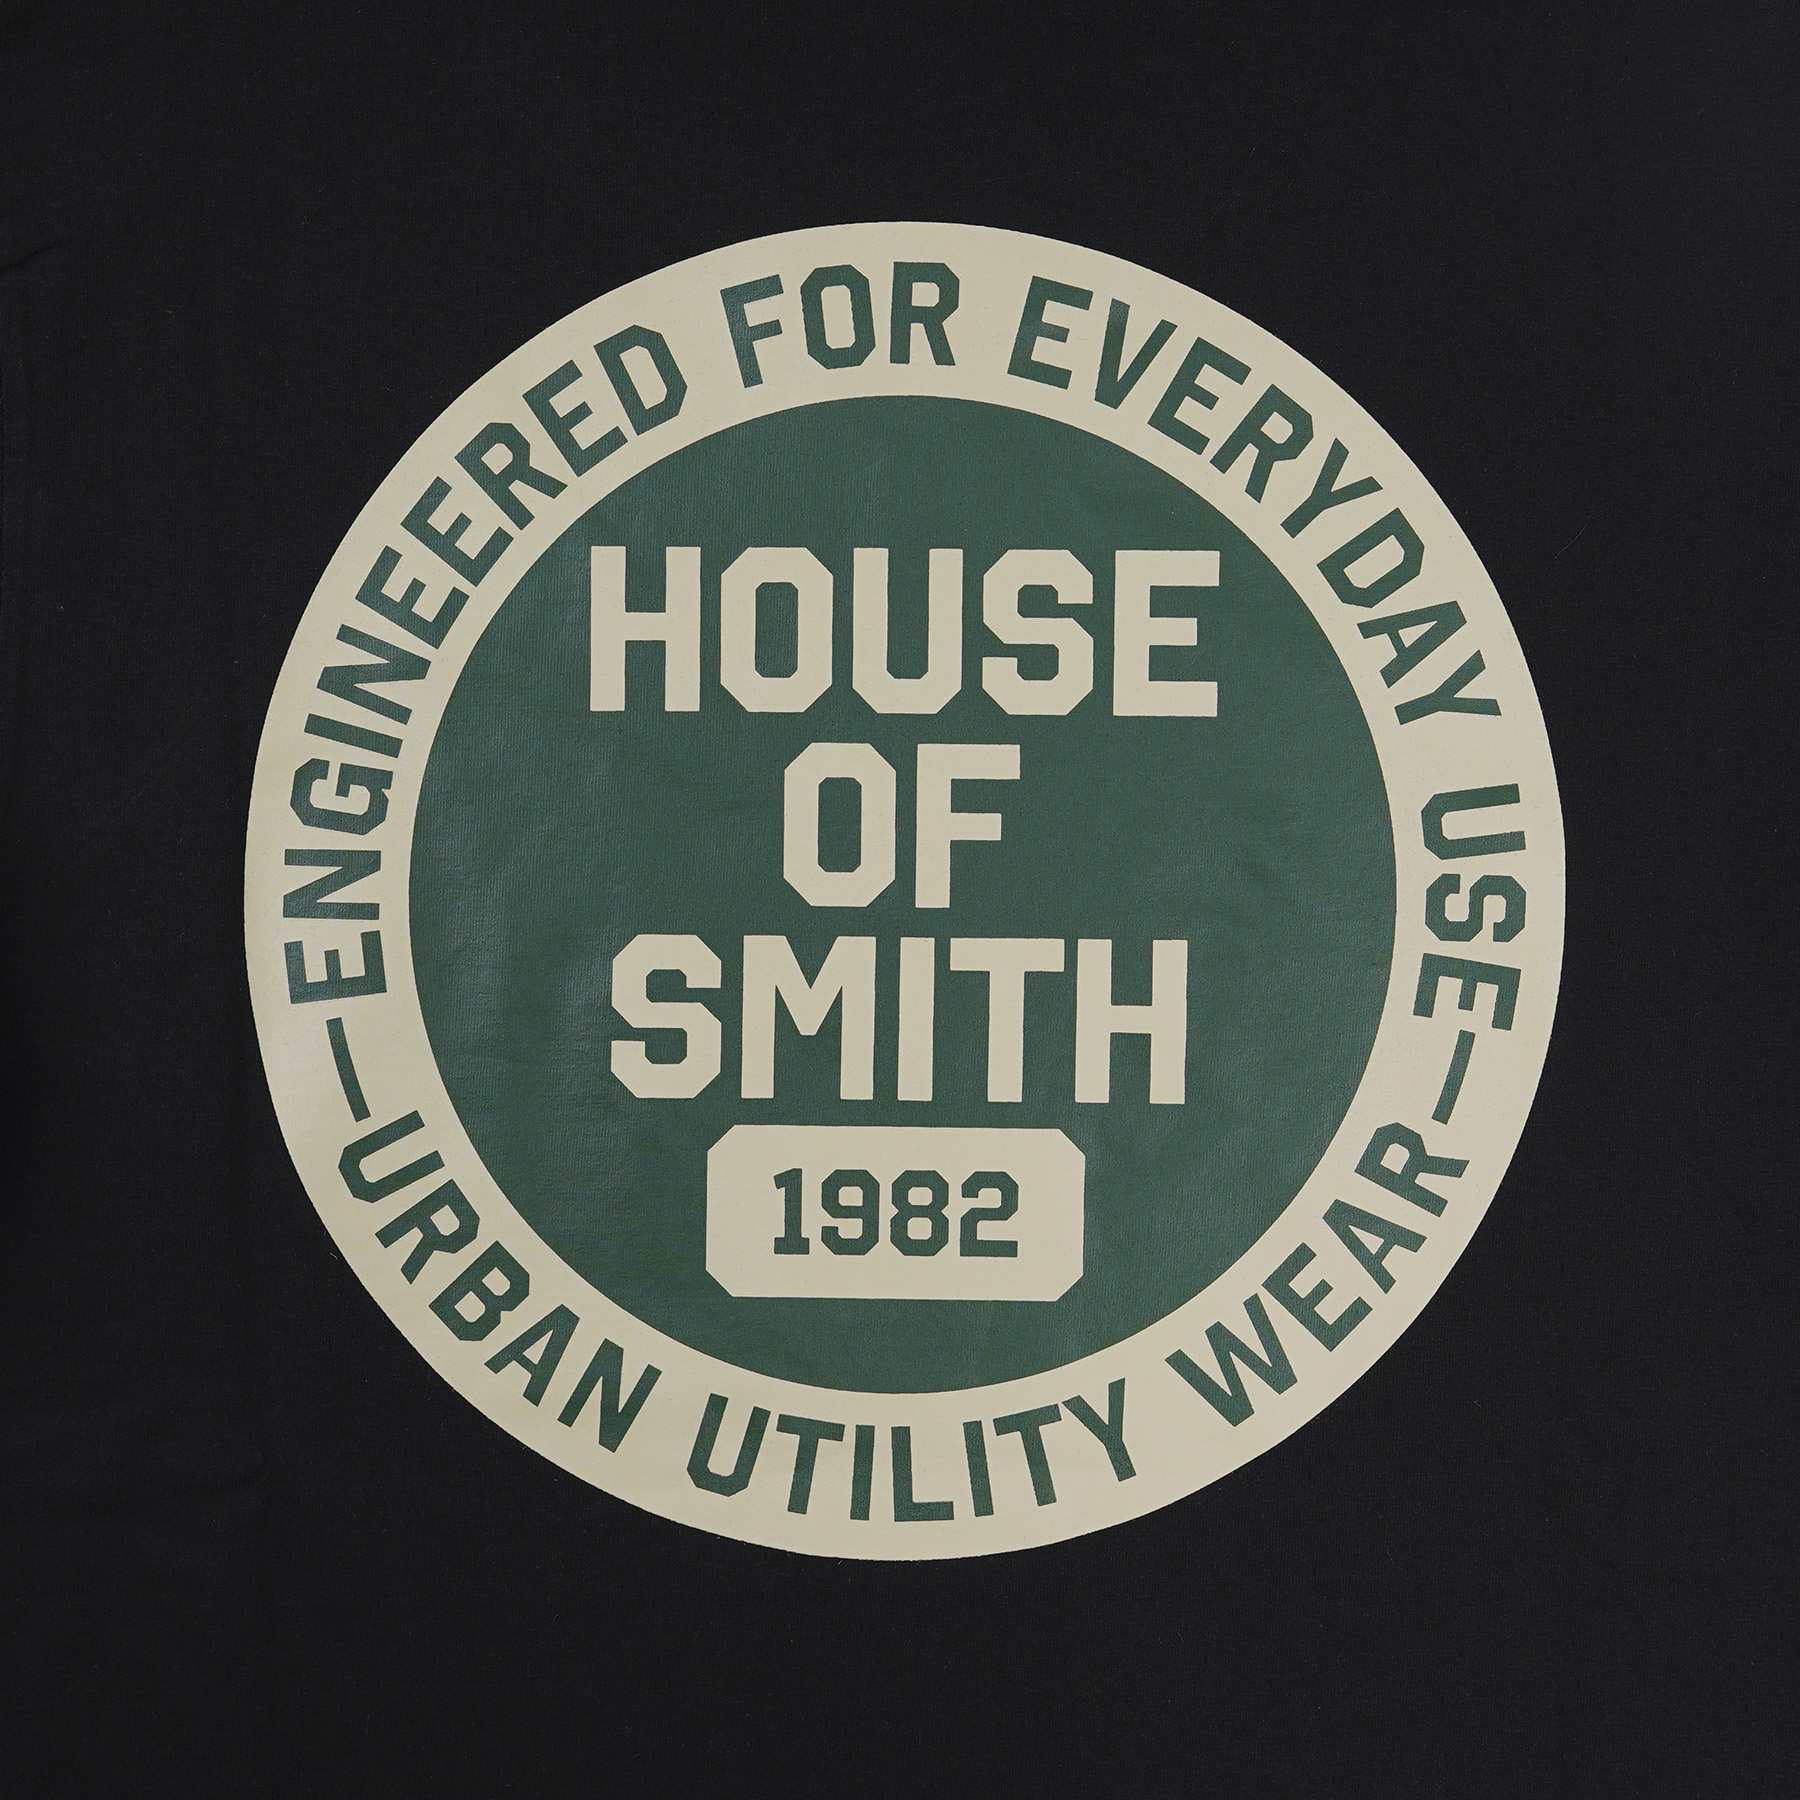 ENGINEERED FOR EVERYDAY USE
HOUSE
OF
SMITH
1982
—URBAN UTILITY WEAR—